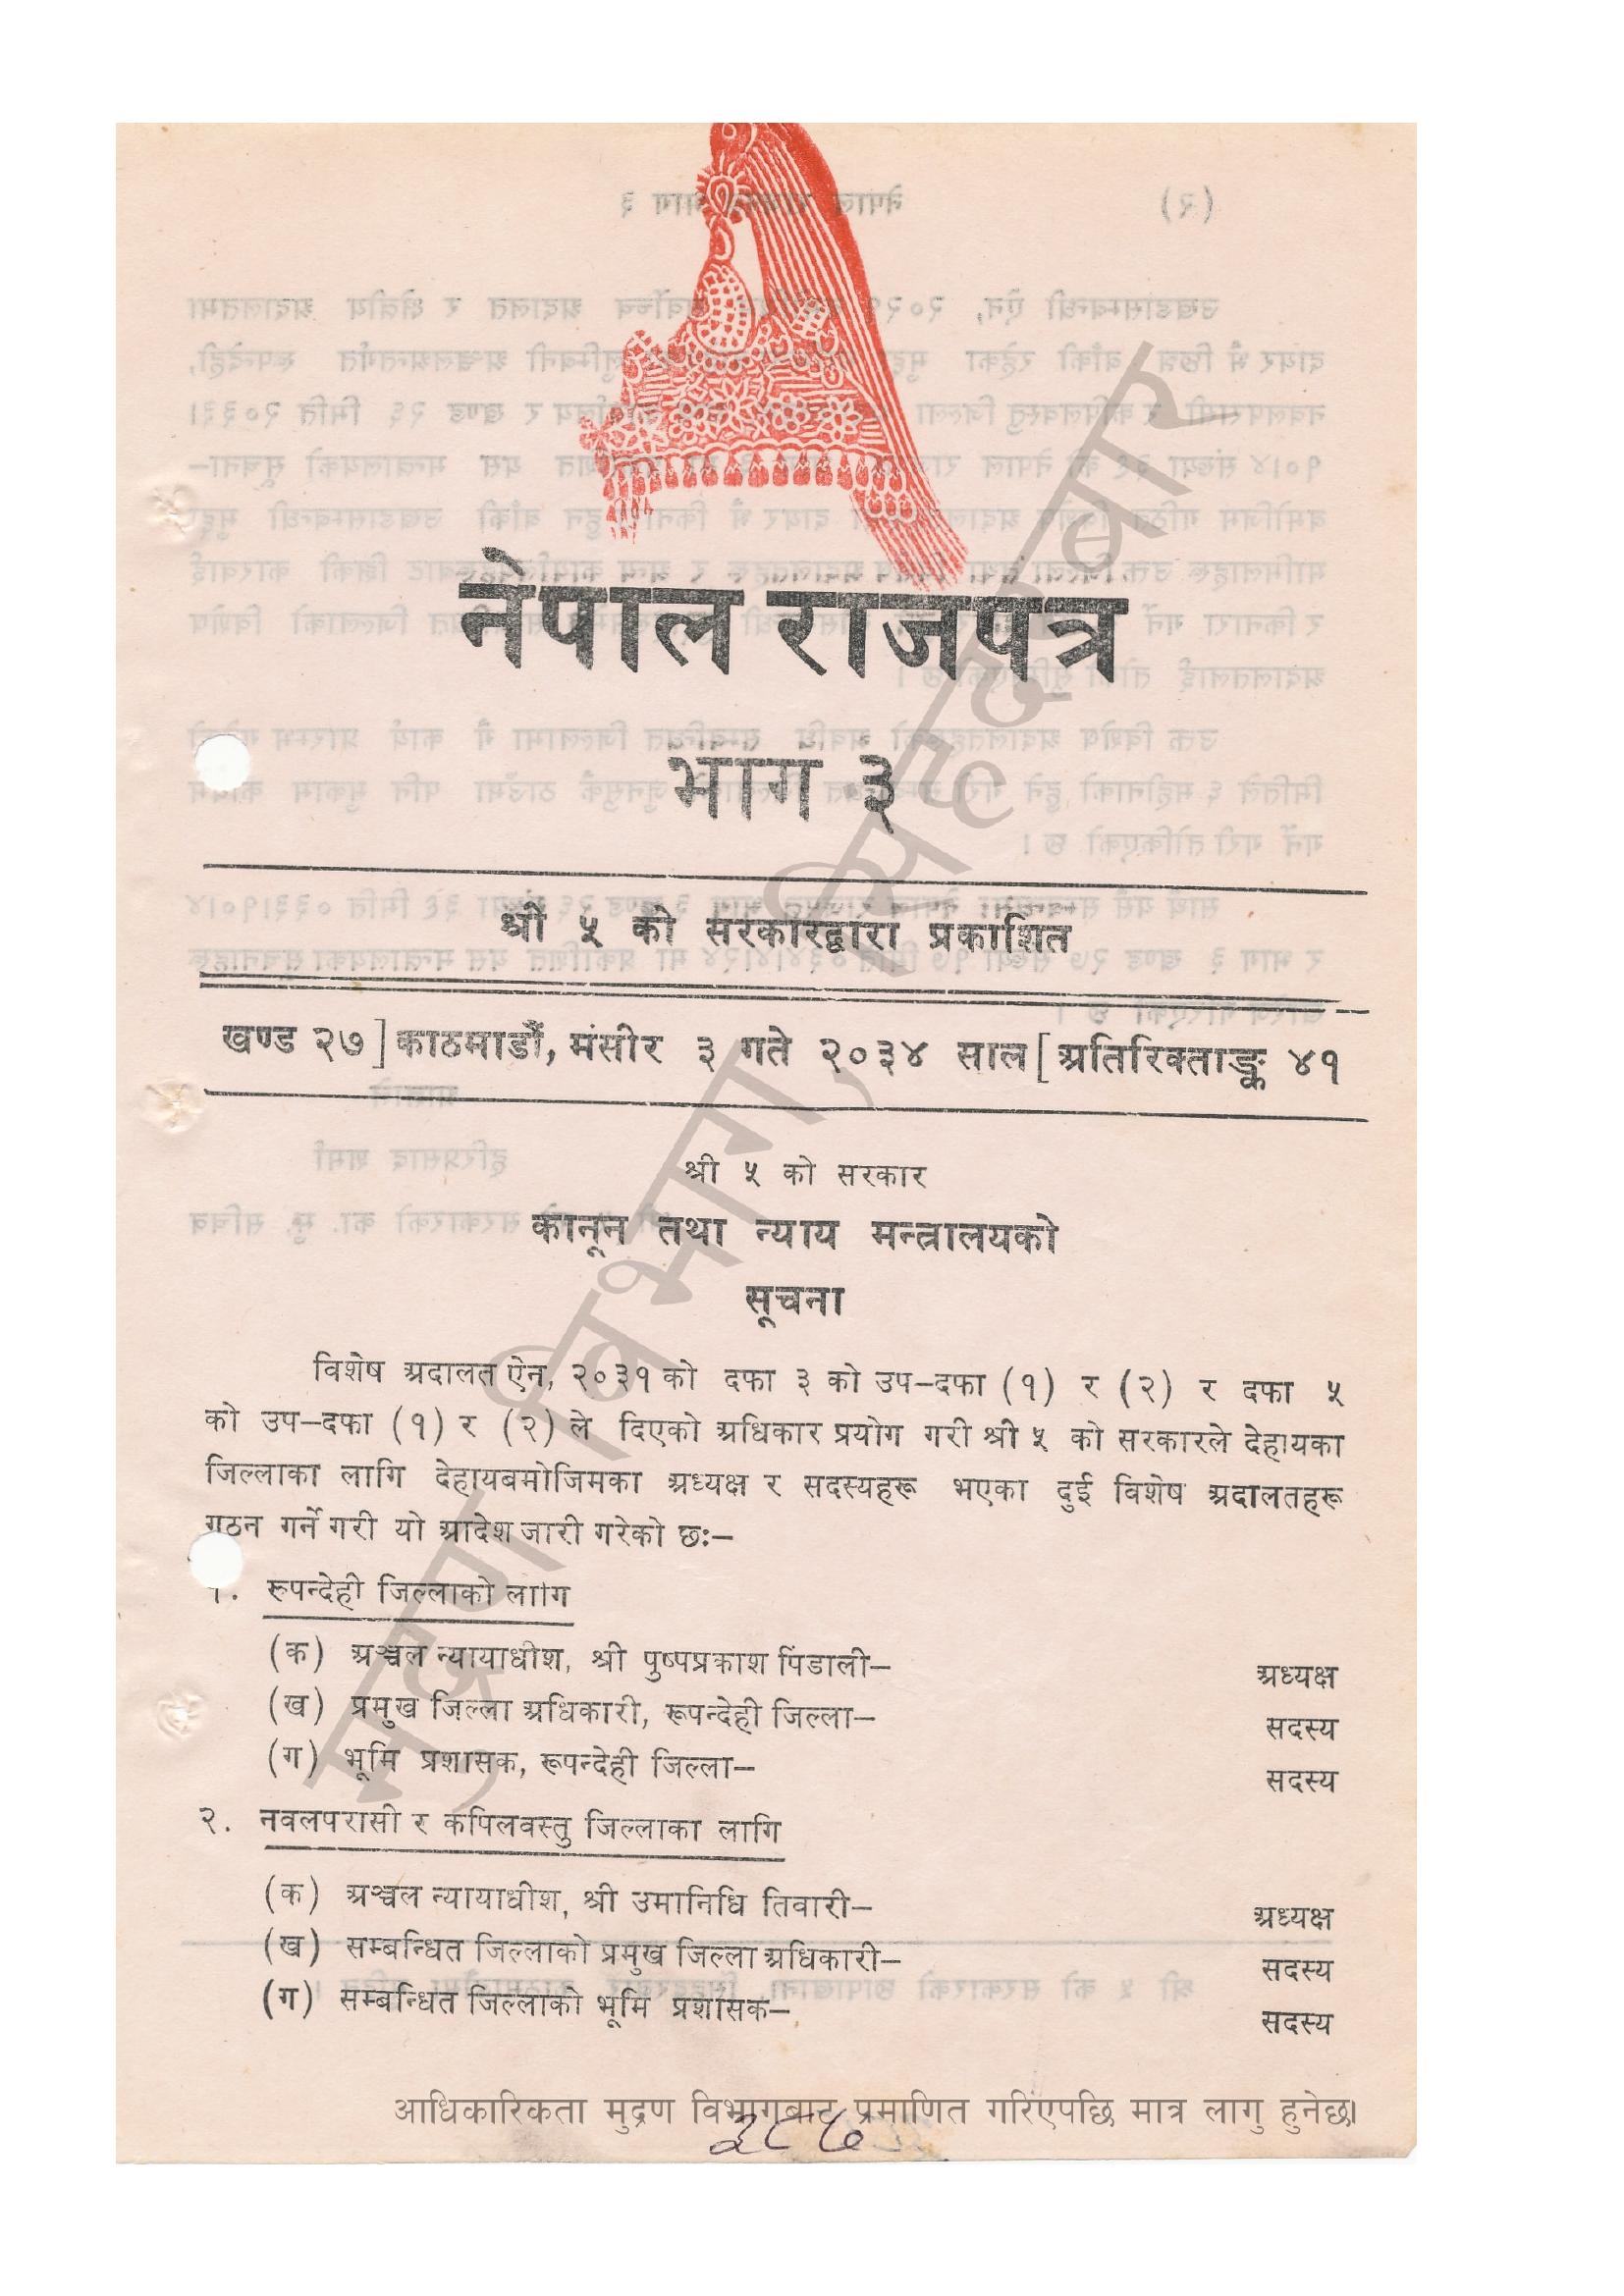 नेपाल राजपत्र
भाग ३
श्री ५ को सरकारद्वारा प्रकाशित
खण्ड २७] काठमाडौं, मंसीर ३ गते २०३४ साल [अतिरिक्ताङ्क ४१
श्री ५ को सरकार
कानून तथा न्याय मन्त्रालयको
सूचना
विशेष अदालत ऐन, २०३१ को दफा ३ को उप-दफा (१) र (२) र दफा ५
को उप-दफा (१) र (२) ले दिएको अधिकार प्रयोग गरी श्री ५ को सरकारले देहायका
जिल्लाका लागि देहायबमोजिमका अध्यक्ष र सदस्यहरू भएका दुई विशेष अदालतहरू
गठन गर्ने गरी यो आदेश जारी गरेको छः-
१. रूपन्देही जिल्लाको लागि
(क) अञ्चल न्यायाधीश, श्री पुष्पप्रकाश पिंडाली- अध्यक्ष
(ख) प्रमुख जिल्ला अधिकारी, रूपन्देही जिल्ला- सदस्य
(ग) भूमि प्रशासक, रूपन्देही जिल्ला- सदस्य
२. नवलपरासी र कपिलवस्तु जिल्लाका लागि
(क) अञ्चल न्यायाधीश, श्री उमानिधि तिवारी- अध्यक्ष
(ख) सम्बन्धित जिल्लाको प्रमुख जिल्ला अधिकारी- सदस्य
(ग) सम्बन्धित जिल्लाको भूमि प्रशासक- सदस्य
मुद्रण विभाग, सिंहदरबार
आधिकारिकता मुद्रण विभागबाट प्रमाणित गरिएपछि मात्र लागु हुनेछ।